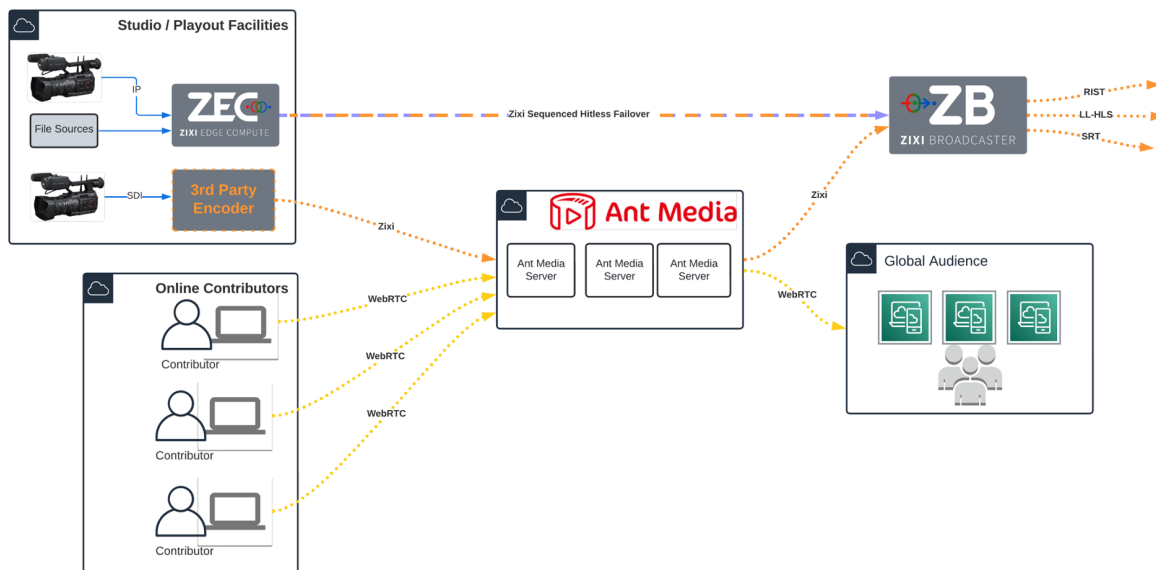 Studio / Playout Facilities
IP
ZEC
ZIXI EDGE COMPUTE
File Sources
SDI
3rd Party
Encoder
Zixi Sequenced Hitless Failover
ZB
ZIXI BROADCASTER
RIST
LL-HLS
SRT
Zixi
Ant Media
Ant Media
Server
Ant Media
Server
Ant Media
Server
Zixi
WebRTC
Global Audience
Online Contributors
WebRTC
Contributor
WebRTC
Contributor
WebRTC
Contributor